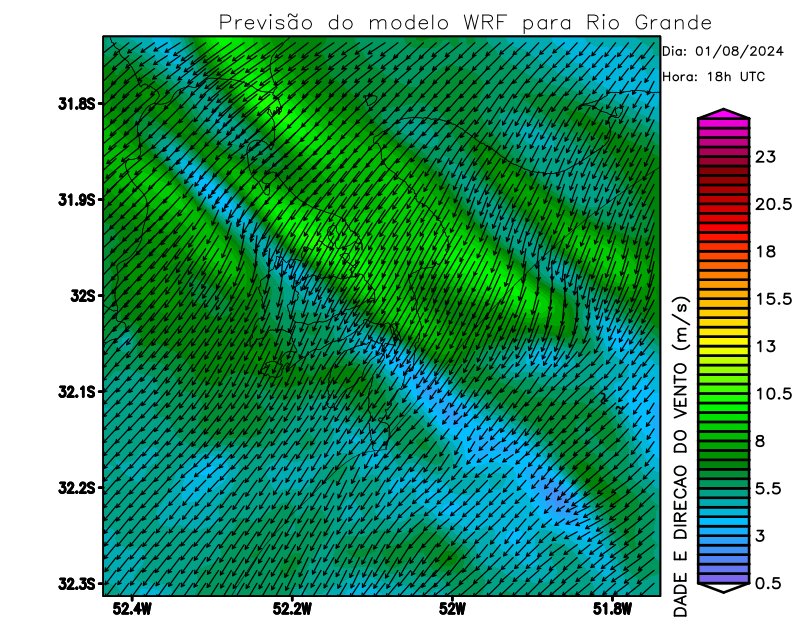 Previsão do modelo WRF para Rio Grande
Dia: 01/08/2024
Hora: 18h UTC
31.8S
31.9S
32S
32.1S
32.2S
32.3S
52.4W
52.2W
52W
51.8W
23
20.5
18
15.5
13
10.5
8
5.5
3
0.5
DADE E DIRECAO DO VENTO (m/s)